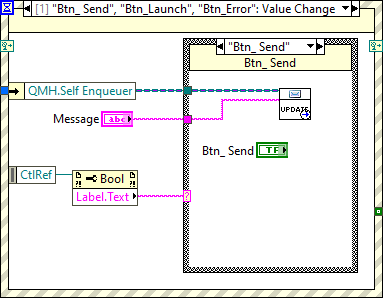 [1] "Btn_ Send", "Btn_Launch", "Btn_Error": Value Change
"Btn_ Send"
Btn_ Send
QMH.Self Enqueuer
UPDATE
Message
abc
Btn_ Send
TF
CtlRef
?! Bool ?!
Label.Text
?